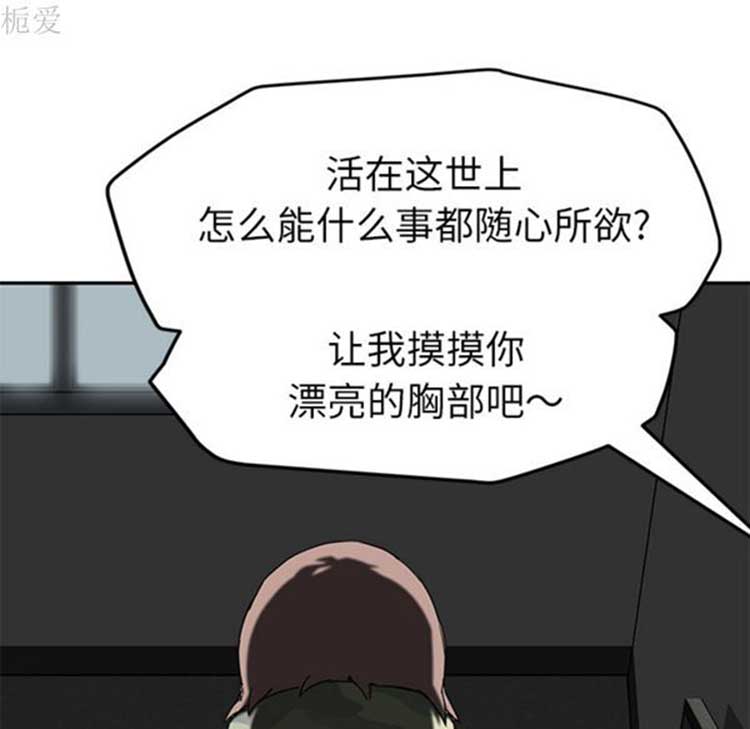 栀爱
活在这世上
怎么能什么事都随心所欲?
让我摸摸你
漂亮的胸部吧～